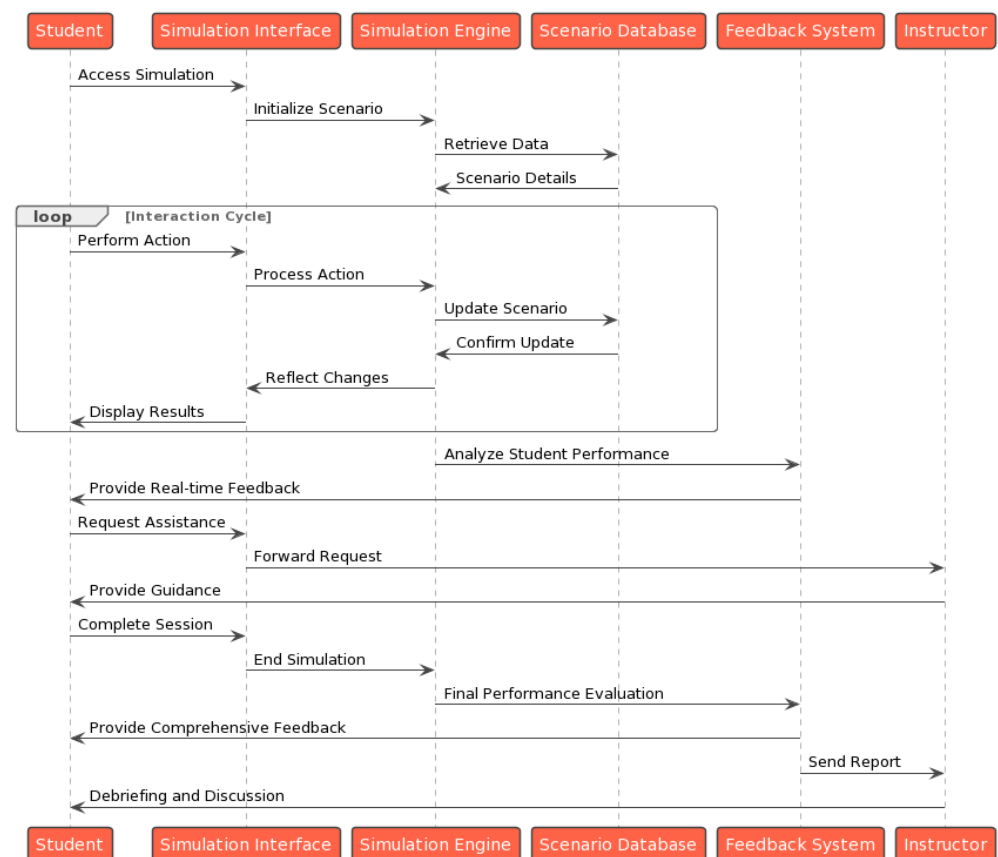 Student
Simulation Interface
Simulation Engine
Scenario Database
Feedback System
Instructor
Access Simulation
Initialize Scenario
Retrieve Data
Scenario Details
loop [Interaction Cycle]
Perform Action
Process Action
Update Scenario
Confirm Update
Reflect Changes
Display Results
Analyze Student Performance
Provide Real-time Feedback
Request Assistance
Forward Request
Provide Guidance
Complete Session
End Simulation
Final Performance Evaluation
Provide Comprehensive Feedback
Send Report
Debriefing and Discussion
Student
Simulation Interface
Simulation Engine
Scenario Database
Feedback System
Instructor